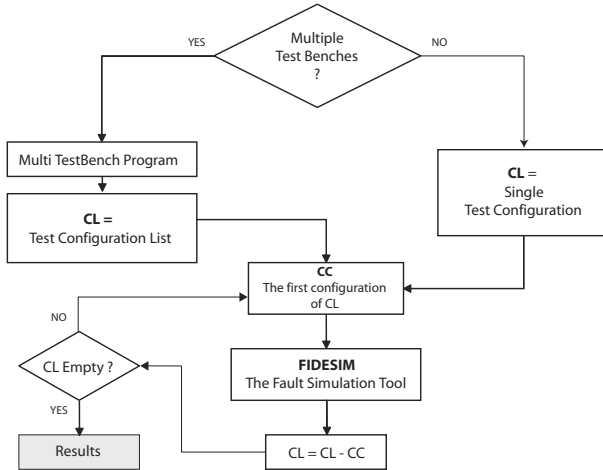 Multiple
Test Benches
?
YES
NO
Multi TestBench Program
CL =
Test Configuration List
CL =
Single
Test Configuration
CC
The first configuration
of CL
NO
CL Empty ?
FIDESIM
The Fault Simulation Tool
YES
Results
CL = CL - CC